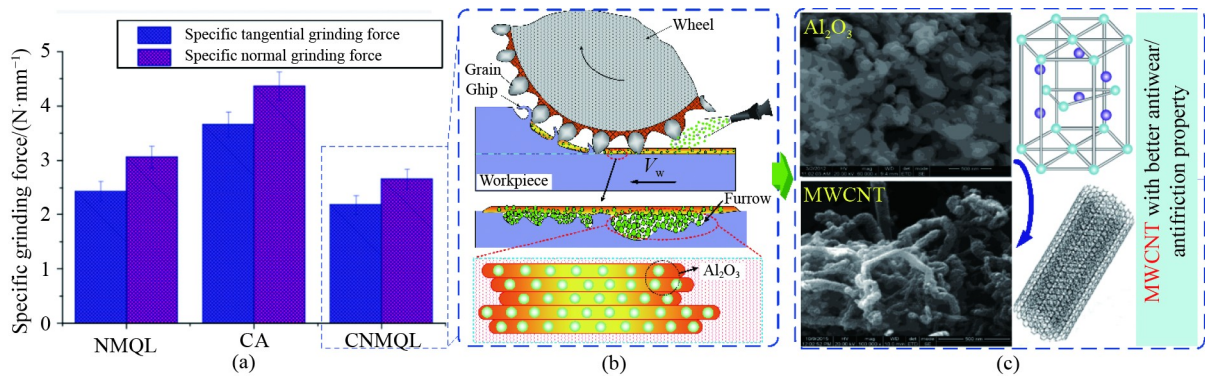 Specific tangential grinding force
Specific normal grinding force
Specific grinding force/(N·mm⁻¹)
5
4
3
2
1
0
NMQL
CA
CNMQL
(a)
Wheel
Grain
Ghip
Workpiece
Vw
Furrow
Al₂O₃
(b)
Al₂O₃
MWCNT
MWCNT with better antiwear/
antifriction property
(c)